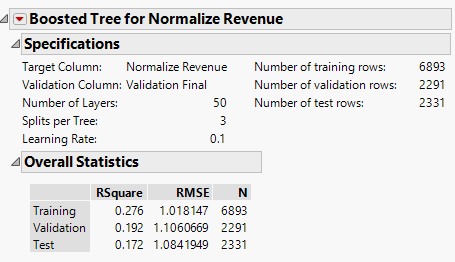 Boosted Tree for Normalize Revenue
Specifications
Target Column: Normalize Revenue Number of training rows: 6893
Validation Column: Validation Final Number of validation rows: 2291
Number of Layers: 50 Number of test rows: 2331
Splits per Tree: 3
Learning Rate: 0.1
Overall Statistics
RSquare RMSE N
Training 0.276 1.018147 6893
Validation 0.192 1.1060669 2291
Test 0.172 1.0841949 2331